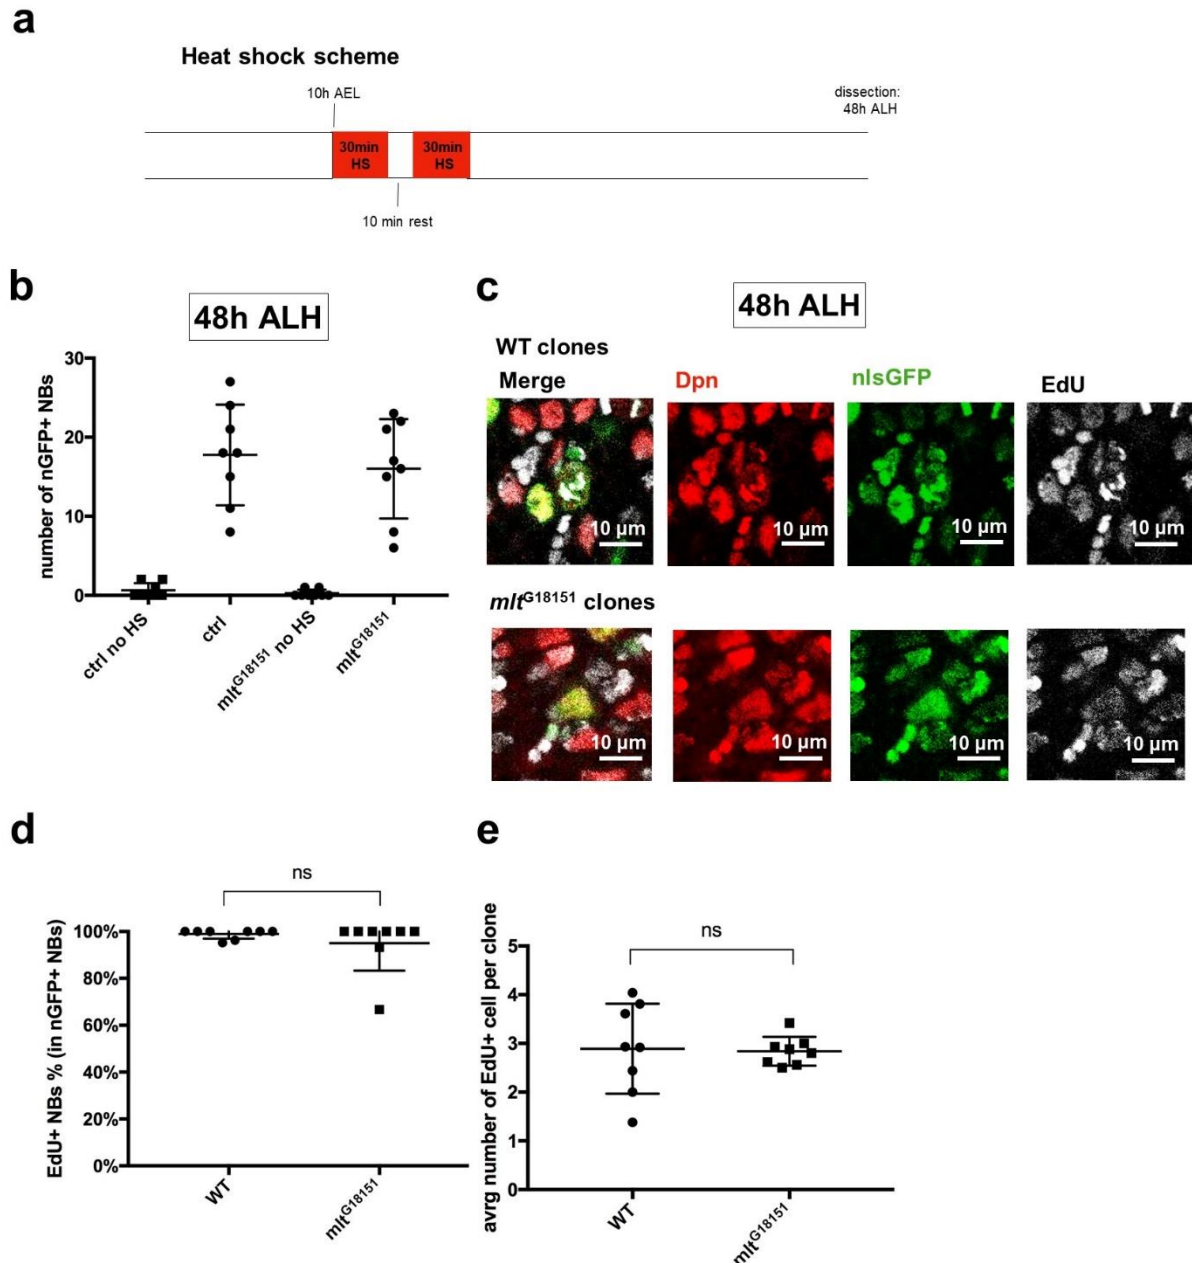 a
Heat shock scheme
10h AEL
dissection:
48h ALH
30min
HS
30min
HS
10 min rest
b
48h ALH
number of nGFP+ NBs
30
20
10
0
ctrl no HS
ctrl
mltG18151 no HS
mltG18151
c
48h ALH
WT clones
Merge
Dpn
nlsGFP
EdU
10 µm
10 µm
10 µm
10 µm
mltG18151 clones
10 µm
10 µm
10 µm
10 µm
d
ns
EdU+ NBs % (in nGFP+ NBs)
100%
80%
60%
40%
20%
0%
WT
mltG18151
e
ns
avrg number of EdU+ cell per clone
5
4
3
2
1
0
WT
mltG18151